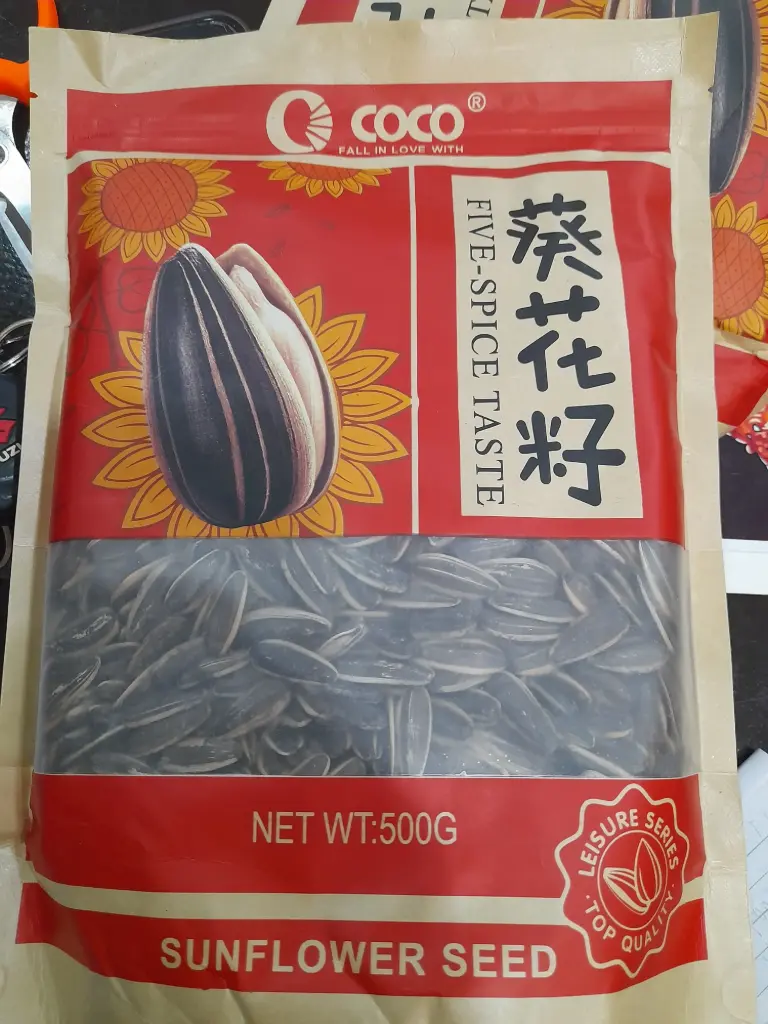 COCO®
FALL IN LOVE WITH
葵花籽
FIVE-SPICE TASTE
NET WT:500G
LEISURE SERIES
·TOP QUALITY·
SUNFLOWER SEED